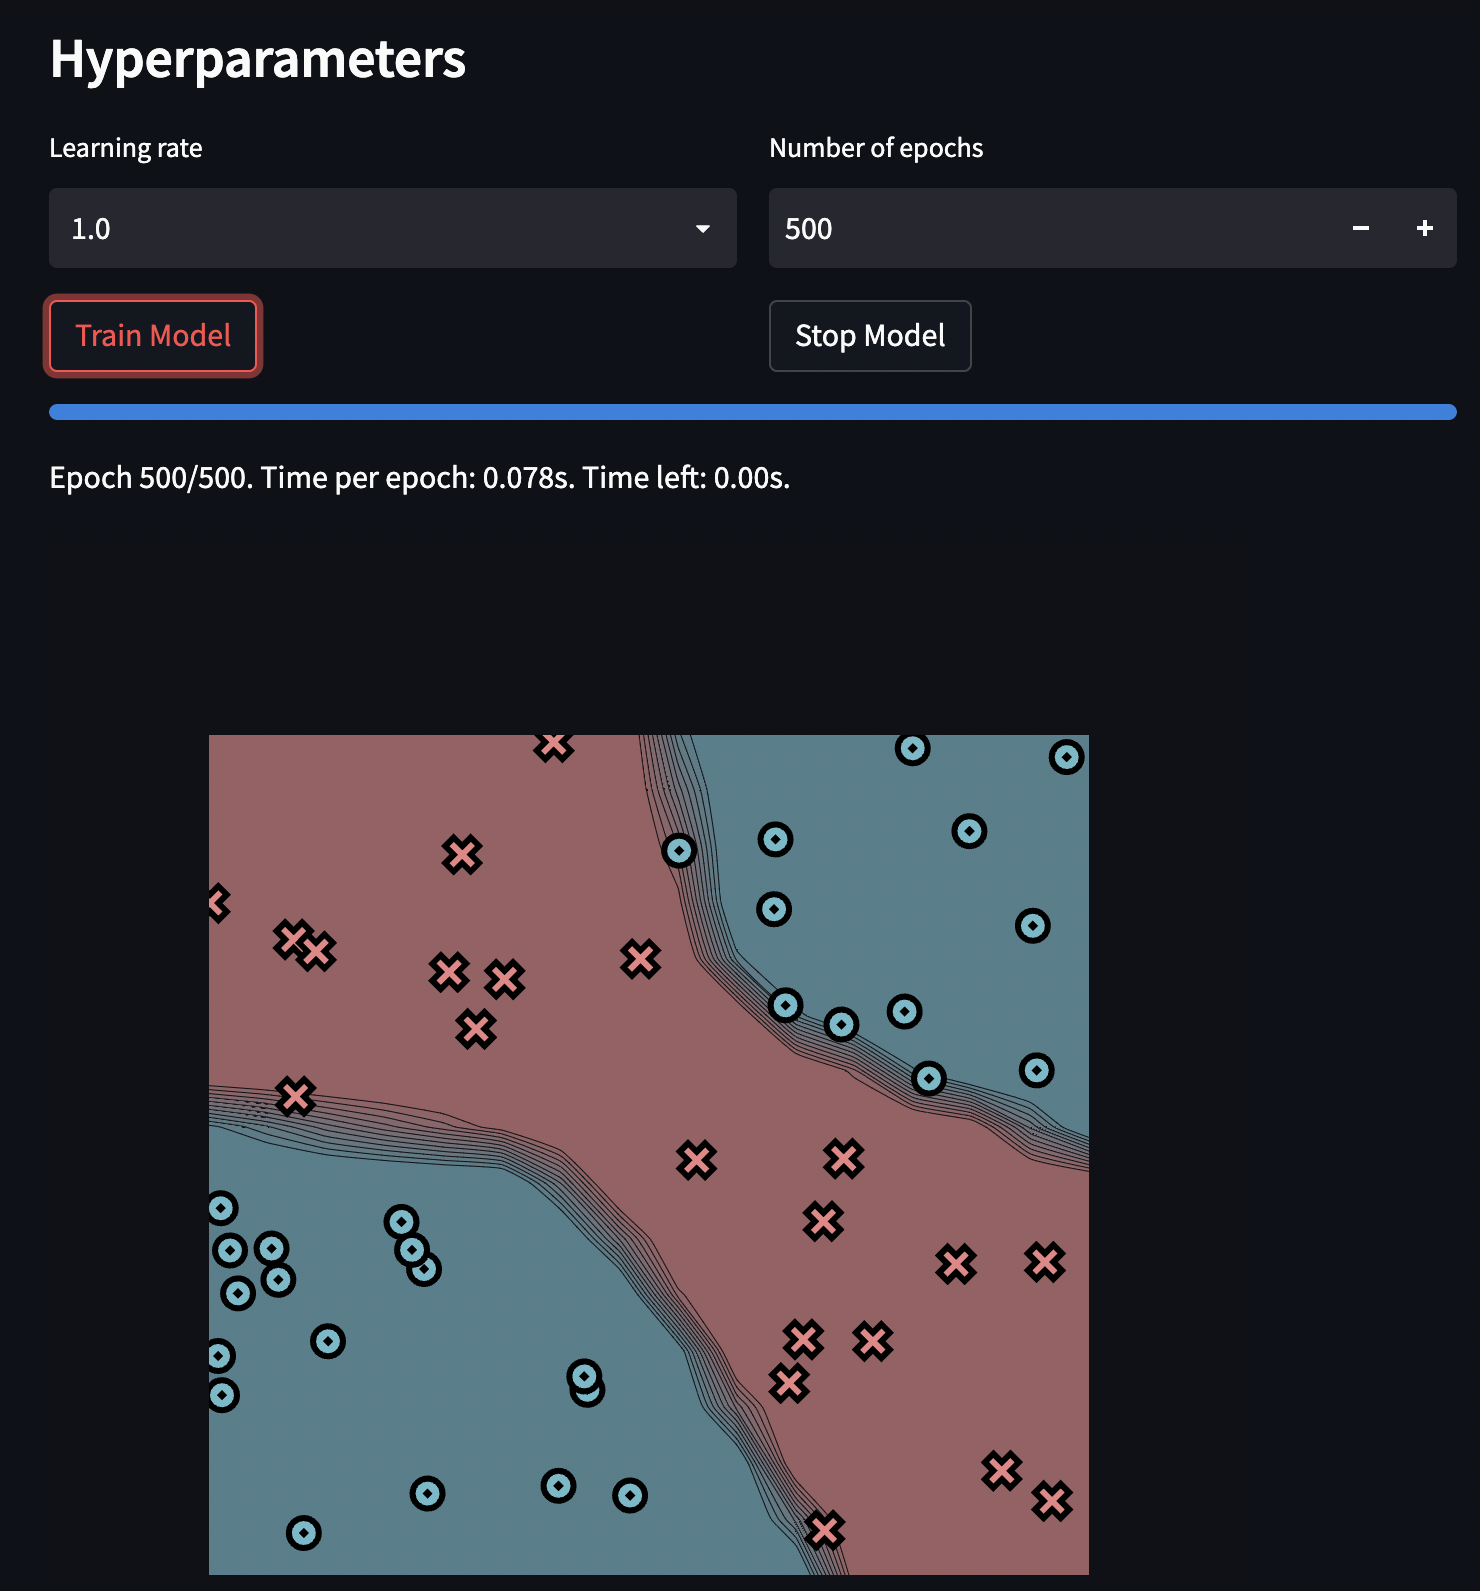 Hyperparameters
Learning rate
Number of epochs
1.0
500
Train Model
Stop Model
Epoch 500/500. Time per epoch: 0.078s. Time left: 0.00s.